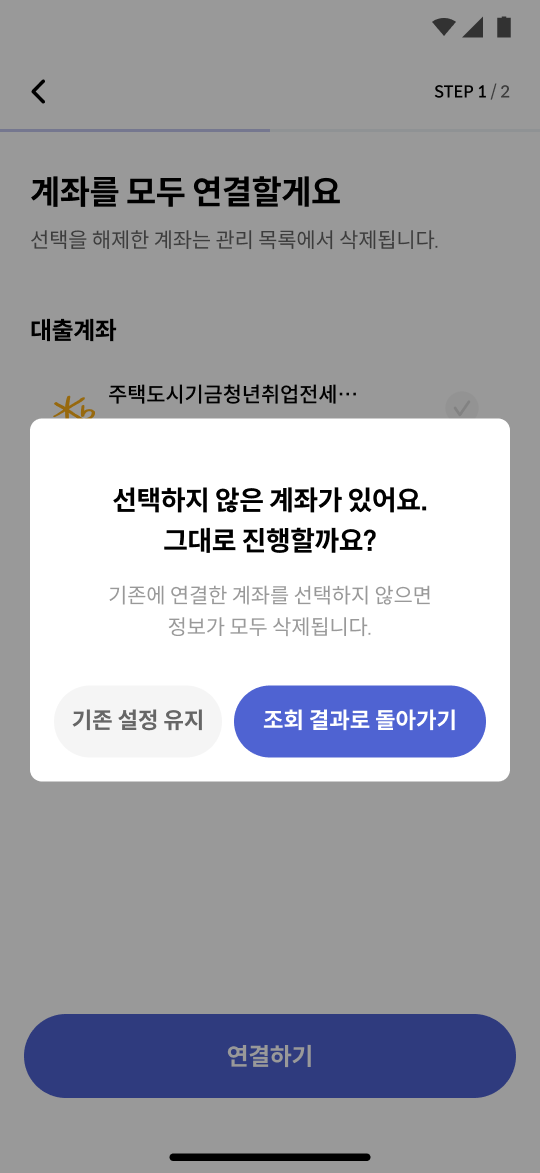 STEP 1 / 2
계좌를 모두 연결할게요
선택을 해제한 계좌는 관리 목록에서 삭제됩니다.
대출계좌
주택도시기금청년취업전세…
선택하지 않은 계좌가 있어요.
그대로 진행할까요?
기존에 연결한 계좌를 선택하지 않으면
정보가 모두 삭제됩니다.
기존 설정 유지
조회 결과로 돌아가기
연결하기